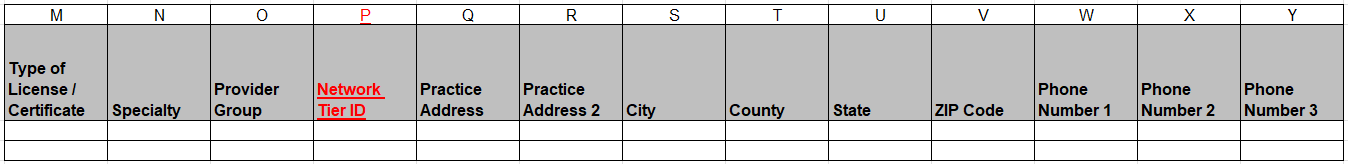 M N O P Q R S T U V W X Y
Type of License / Certificate
Specialty
Provider Group
Network Tier ID
Practice Address
Practice Address 2
City
County
State
ZIP Code
Phone Number 1
Phone Number 2
Phone Number 3